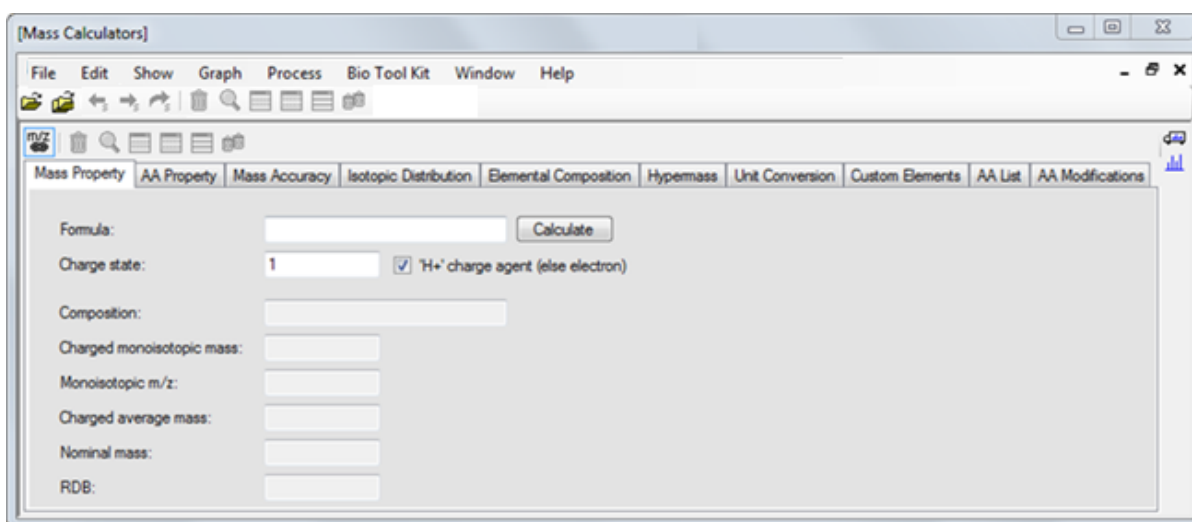 [Mass Calculators]
File Edit Show Graph Process Bio Tool Kit Window Help
m/z
Mass Property AA Property Mass Accuracy Isotopic Distribution Elemental Composition Hypermass Unit Conversion Custom Elements AA List AA Modifications
Formula: Calculate
Charge state: 1 'H+' charge agent (else electron)
Composition:
Charged monoisotopic mass:
Monoisotopic m/z:
Charged average mass:
Nominal mass:
RDB: